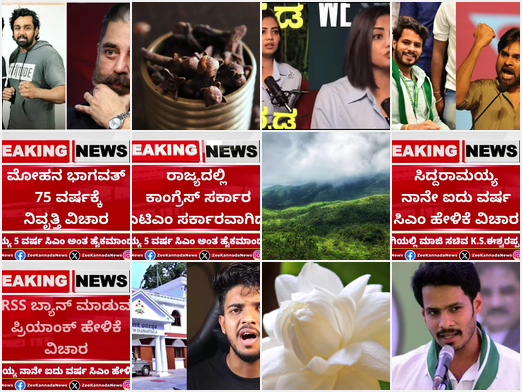 WE
EAKING NEWS
ಮೋಹನ ಭಾಗವತ್
75 ವರ್ಷಕ್ಕೆ
ನಿವೃತ್ತಿ ವಿಚಾರ
5 ವರ್ಷ ಸಿಎಂ ಅಂತ ಹೈಕಮಾಂಡ
ZeeKannadaNews
EAKING NEWS
ರಾಜ್ಯದಲ್ಲಿ
ಕಾಂಗ್ರೆಸ್ ಸರ್ಕಾರ
ಎಟಿಎಂ ಸರ್ಕಾರವಾಗಿದ
5 ವರ್ಷ ಸಿಎಂ ಅಂತ ಹೈಕಮಾಂಡ
ZeeKannadaNews
EAKING NEWS
ಸಿದ್ದರಾಮಯ್ಯ
ನಾನೇ ಐದು ವರ್ಷ
ಸಿಎಂ ಹೇಳಿಕೆ ವಿಚಾರ
ಮಾಜಿ ಸಚಿವ K.S.ಈಶ್ವರಪ್ಪ
ZeeKannadaNews
EAKING NEWS
RSS ಬ್ಯಾನ್ ಮಾಡುವ
ಪ್ರಿಯಾಂಕ್ ಹೇಳಿಕೆ
ವಿಚಾರ
ಯ್ಯ ನಾನೇ ಐದು ವರ್ಷ ಸಿಎಂ ಹೇಳಿ
ZeeKannadaNews